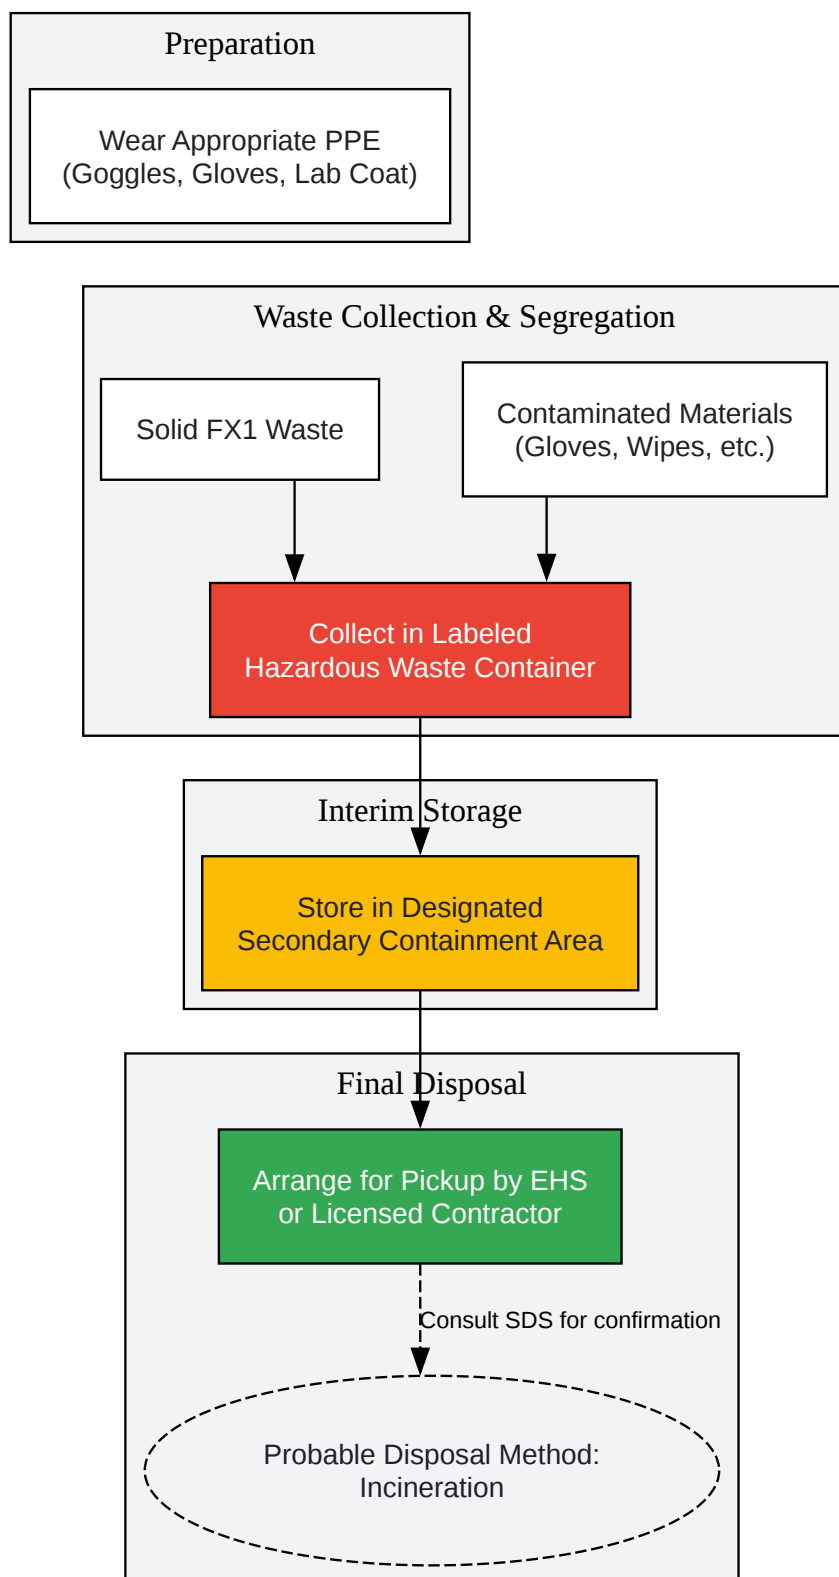 Preparation
Wear Appropriate PPE
(Goggles, Gloves, Lab Coat)
Waste Collection & Segregation
Solid FX1 Waste
Contaminated Materials
(Gloves, Wipes, etc.)
Collect in Labeled
Hazardous Waste Container
Interim Storage
Store in Designated
Secondary Containment Area
Final Disposal
Arrange for Pickup by EHS
or Licensed Contractor
Consult SDS for confirmation
Probable Disposal Method:
Incineration